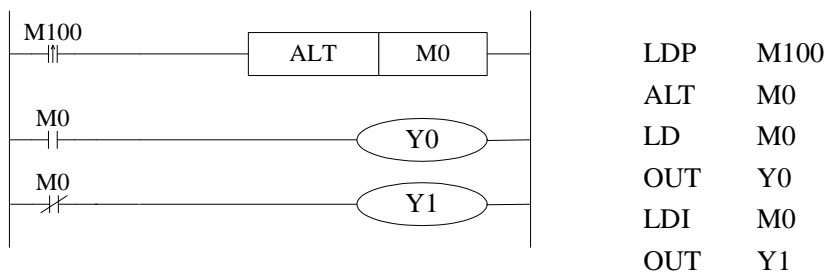 M100
ALT M0
M0
Y0
M0
Y1
LDP M100
ALT M0
LD M0
OUT Y0
LDI M0
OUT Y1